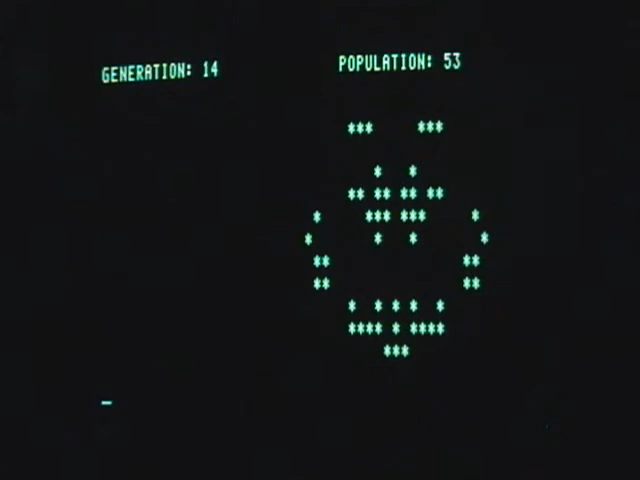 GENERATION: 14 POPULATION: 53
*** ***
* *
** ** ** **
* *** *** *
* * * *
** **
** **
* * * * *
**** * ****
***
_